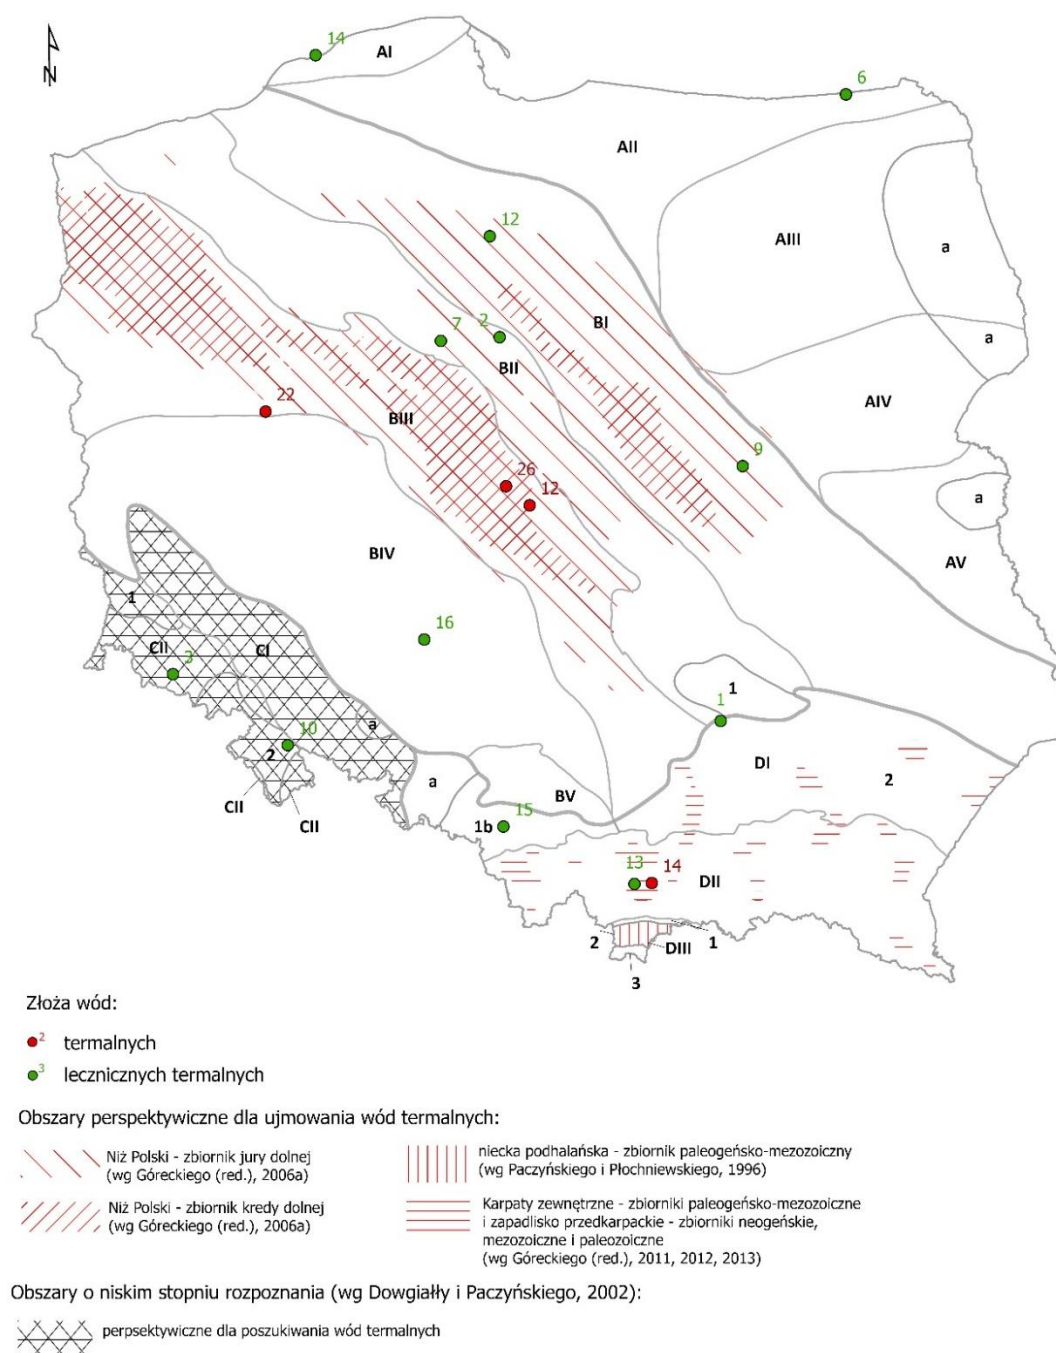 14
AI
6
N
AII
12
AIII
a
BI
7
2
a
BII
22
AIV
BIII
9
26
12
a
BIV
AV
1
16
CII
CI
3
1
1
a
10
2
DI
2
a
BV
CII
CII
1b
15
13
14
DII
2
1
DIII
3
Złoża wód:
2 termalnych
3 leczniczych termalnych
Obszary perspektywiczne dla ujmowania wód termalnych:
Niż Polski - zbiornik jury dolnej
(wg Góreckiego (red.), 2006a)
niecka podhalańska - zbiornik paleogeńsko-mezozoiczny
(wg Paczyńskiego i Płochniewskiego, 1996)
Niż Polski - zbiornik kredy dolnej
(wg Góreckiego (red.), 2006a)
Karpaty zewnętrzne - zbiorniki paleogeńsko-mezozoiczne
i zapadlisko przedkarpackie - zbiorniki neogeńskie,
mezozoiczne i paleozoiczne
(wg Góreckiego (red.), 2011, 2012, 2013)
Obszary o niskim stopniu rozpoznania (wg Dowgiałły i Paczyńskiego, 2002):
perpsektywiczne dla poszukiwania wód termalnych